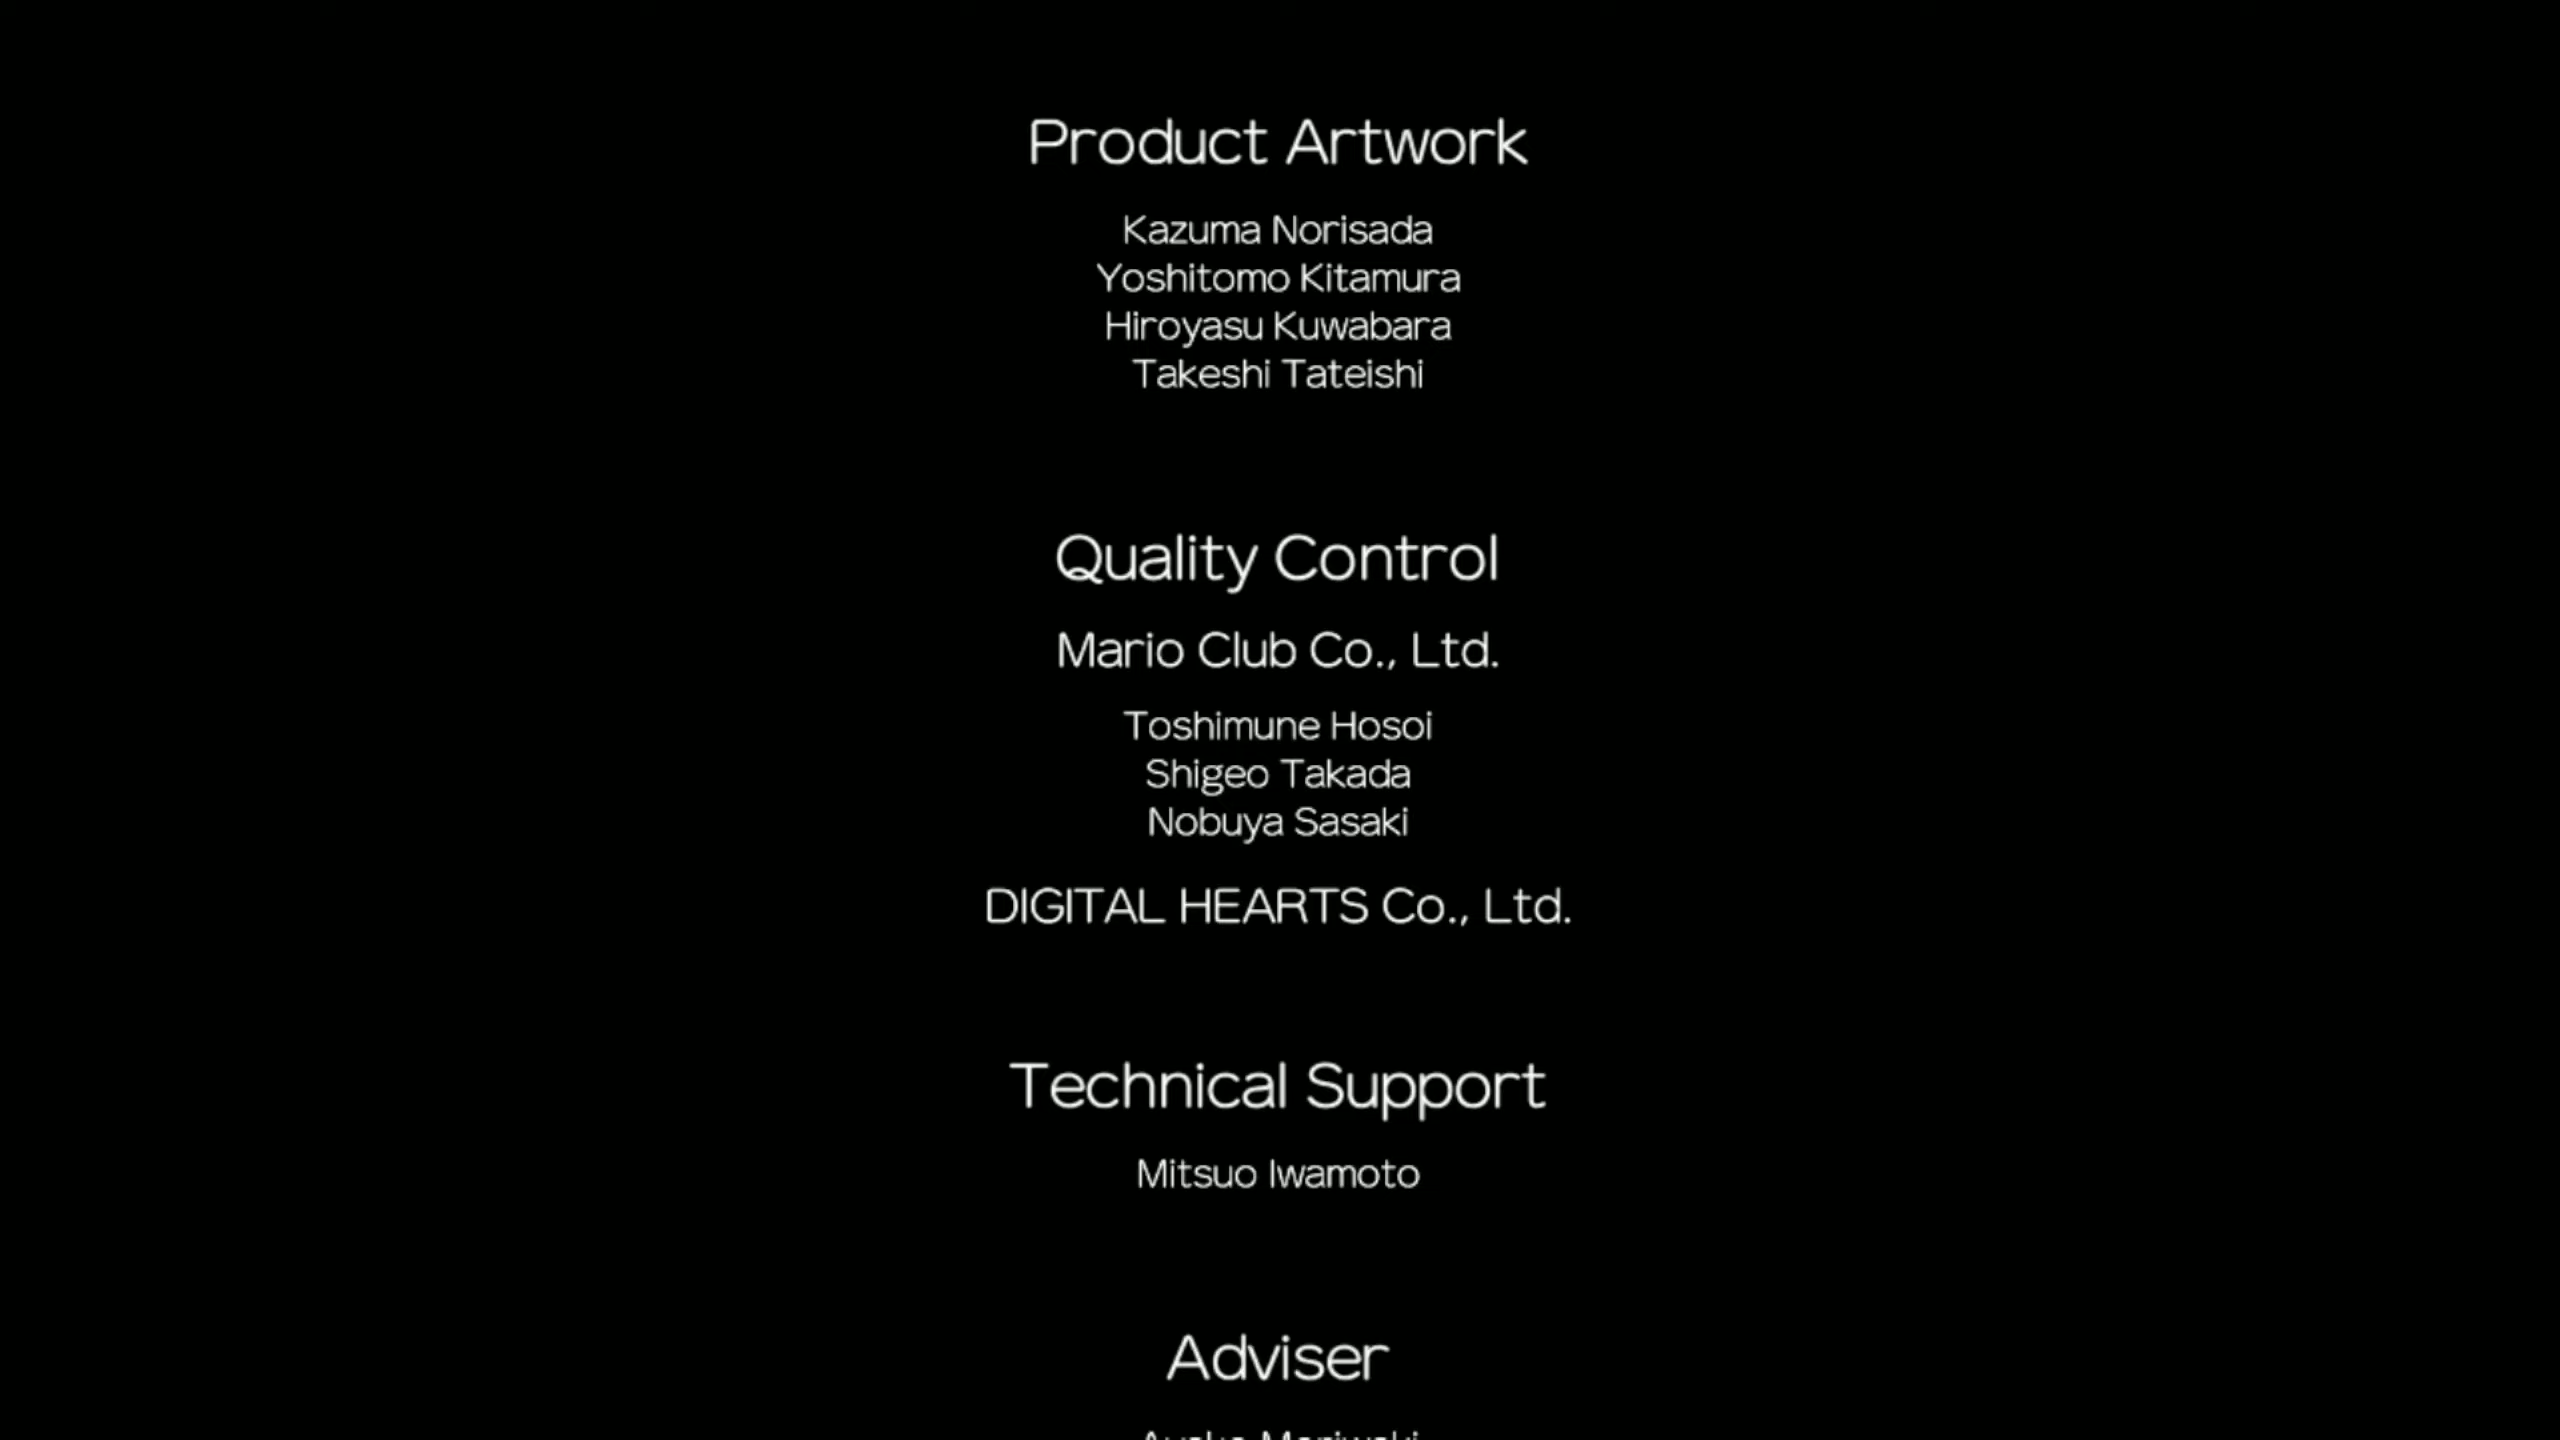 Product Artwork
Kazuma Norisada
Yoshitomo Kitamura
Hiroyasu Kuwabara
Takeshi Tateishi
Quality Control
Mario Club Co., Ltd.
Toshimune Hosoi
Shigeo Takada
Nobuya Sasaki
DIGITAL HEARTS Co., Ltd.
Technical Support
Mitsuo Iwamoto
Adviser